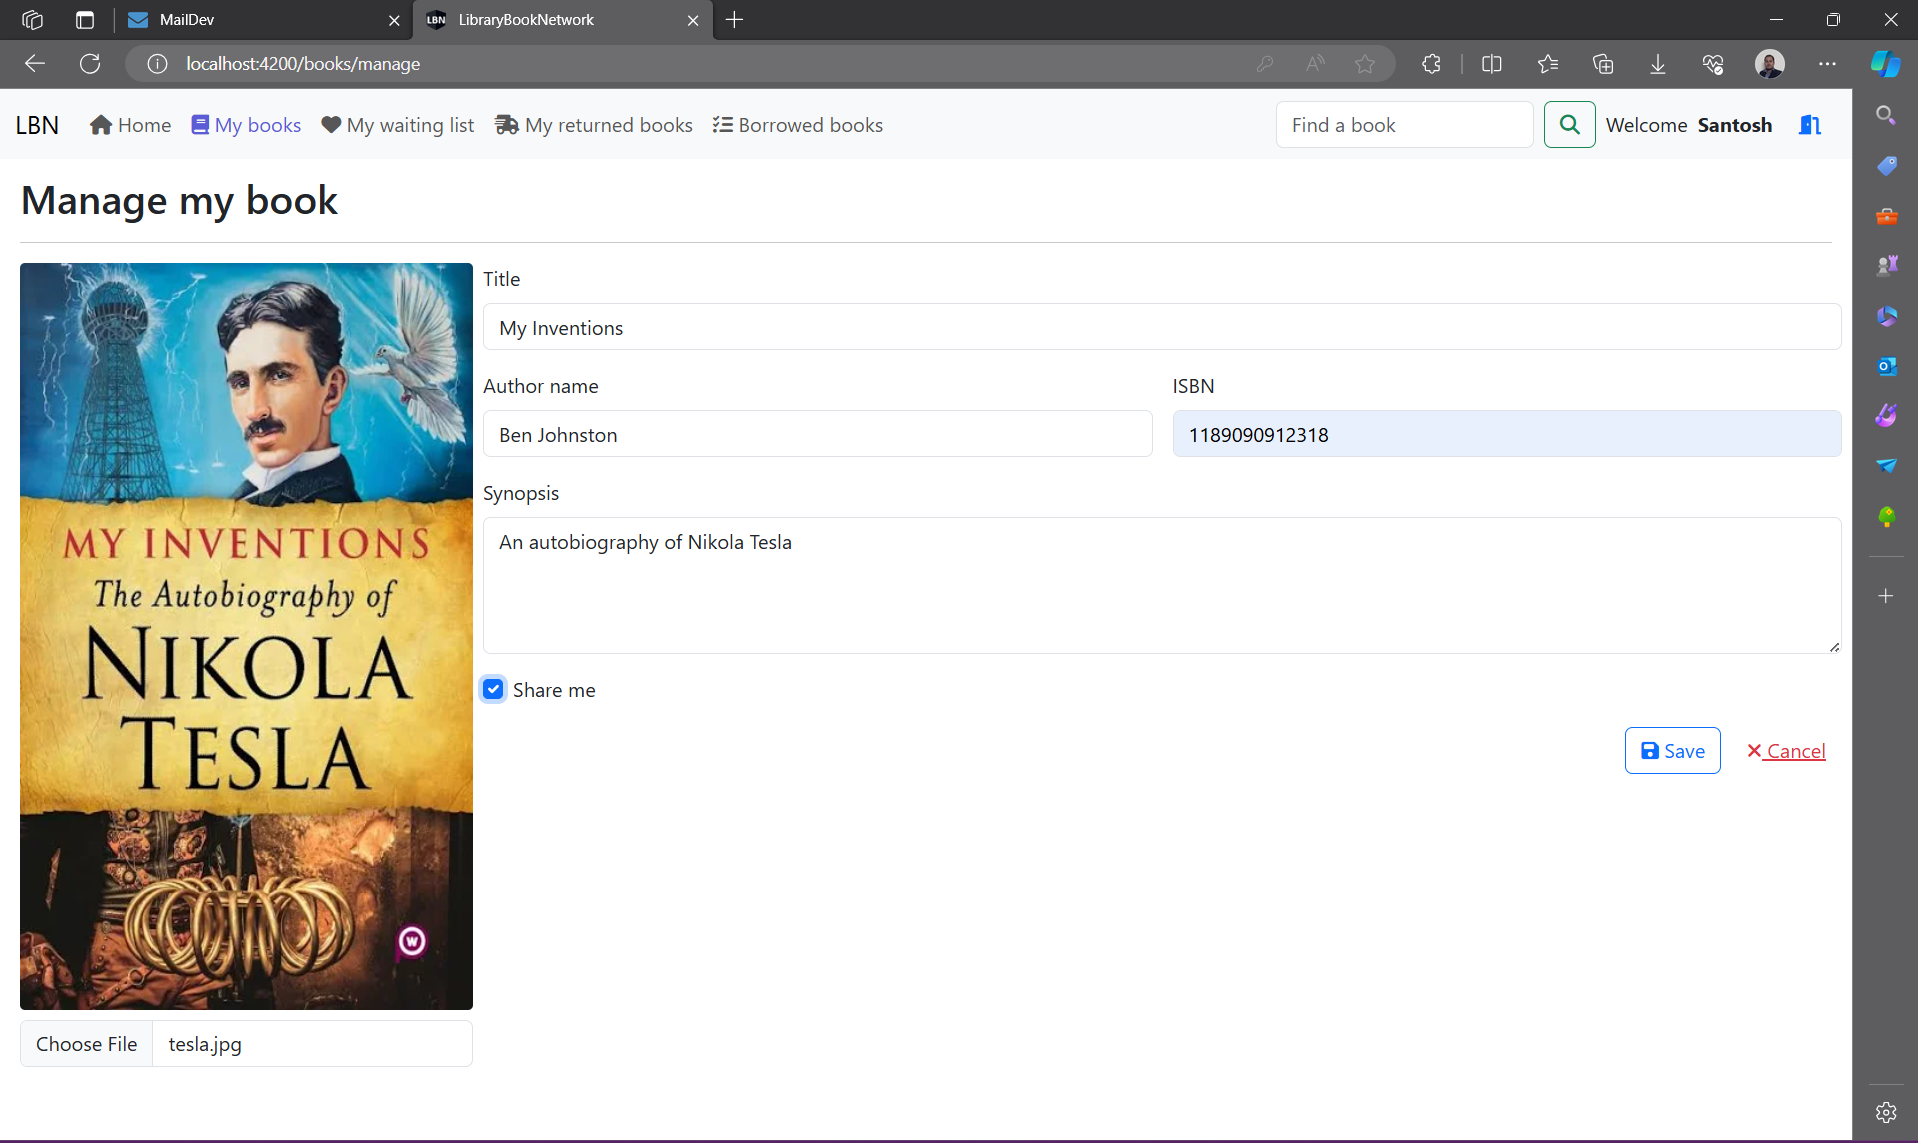 MailDev
LBN LibraryBookNetwork
localhost:4200/books/manage
LBN Home My books My waiting list My returned books Borrowed books Find a book Welcome Santosh
Manage my book
Title
My Inventions
Author name ISBN
Ben Johnston 1189090912318
Synopsis
An autobiography of Nikola Tesla
Share me
Save Cancel
MY INVENTIONS
The Autobiography of
NIKOLA
TESLA
W
Choose File tesla.jpg